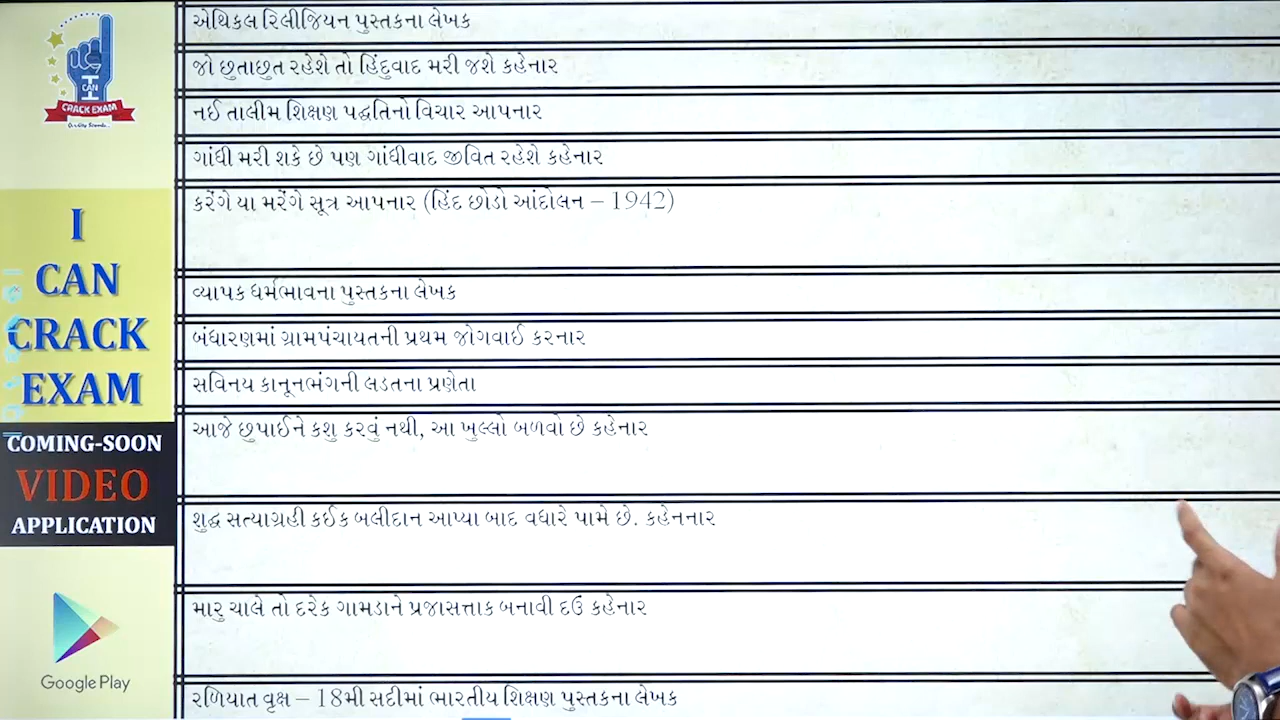 એથિકલ રિલીજિયન પુસ્તકના લેખક
જો છુતાછુત રહેશે તો હિંદુવાદ મરી જશે કહેનાર
નઈ તાલીમ શિક્ષણ પદ્ધતિનો વિચાર આપનાર
ગાંધી મરી શકે છે પણ ગાંધીવાદ જીવિત રહેશે કહેનાર
કરેંગે યા મરેંગે સૂત્ર આપનાર (હિંદ છોડો આંદોલન – 1942)
વ્યાપક ધર્મભાવના પુસ્તકના લેખક
બંધારણમાં ગ્રામપંચાયતની પ્રથમ જોગવાઈ કરનાર
સવિનય કાનૂનભંગની લડતના પ્રણેતા
આજે છુપાઈને કશુ કરવું નથી, આ ખુલ્લો બળવો છે કહેનાર
શુદ્ધ સત્યાગ્રહી કઈક બલીદાન આપ્યા બાદ વધારે પામે છે. કહેનનાર
મારુ ચાલે તો દરેક ગામડાને પ્રજાસત્તાક બનાવી દઉ કહેનાર
રળિયાત વૃક્ષ – 18મી સદીમાં ભારતીય શિક્ષણ પુસ્તકના લેખક
I
CAN
CRACK EXAM
I
CAN
CRACK
EXAM
COMING-SOON
VIDEO
APPLICATION
Google Play